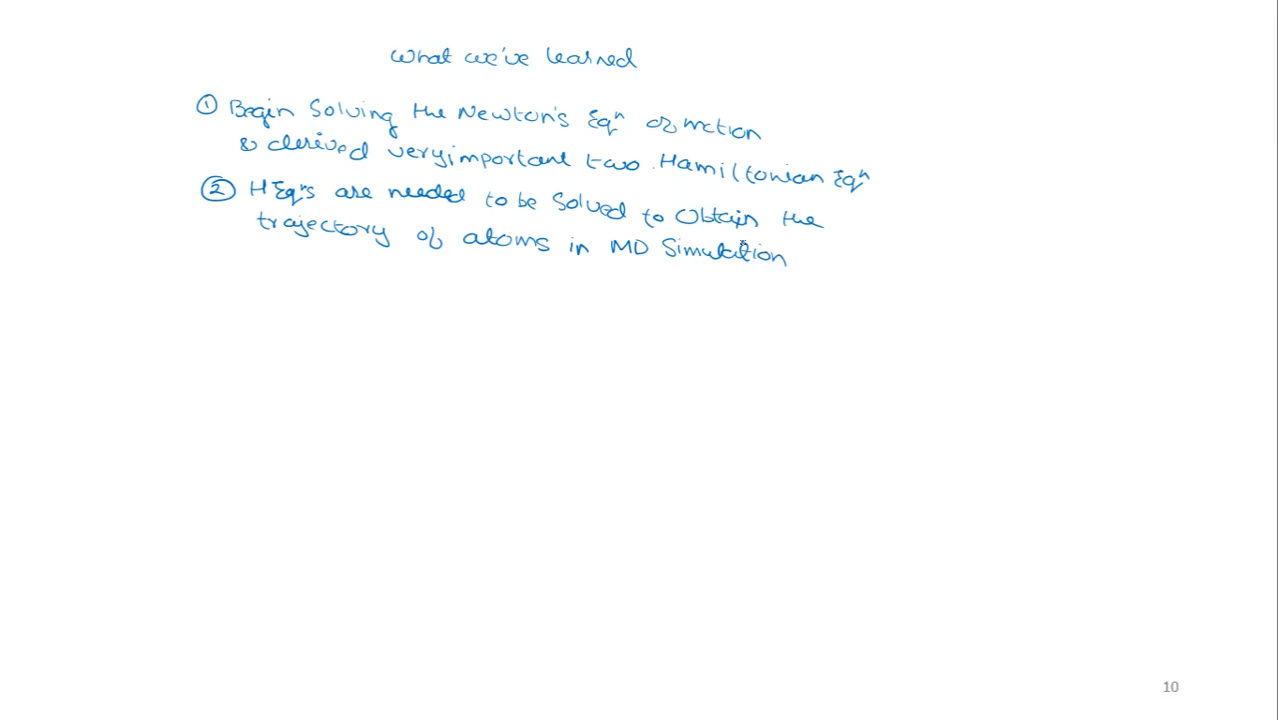 What we've learned
① Begin Solving the Newton's Eqⁿ of motion
& derived very important two Hamiltonian Eqⁿ
② H Eqⁿs are needed to be Solved to Obtain the
trajectory of atoms in MD Simulation
10